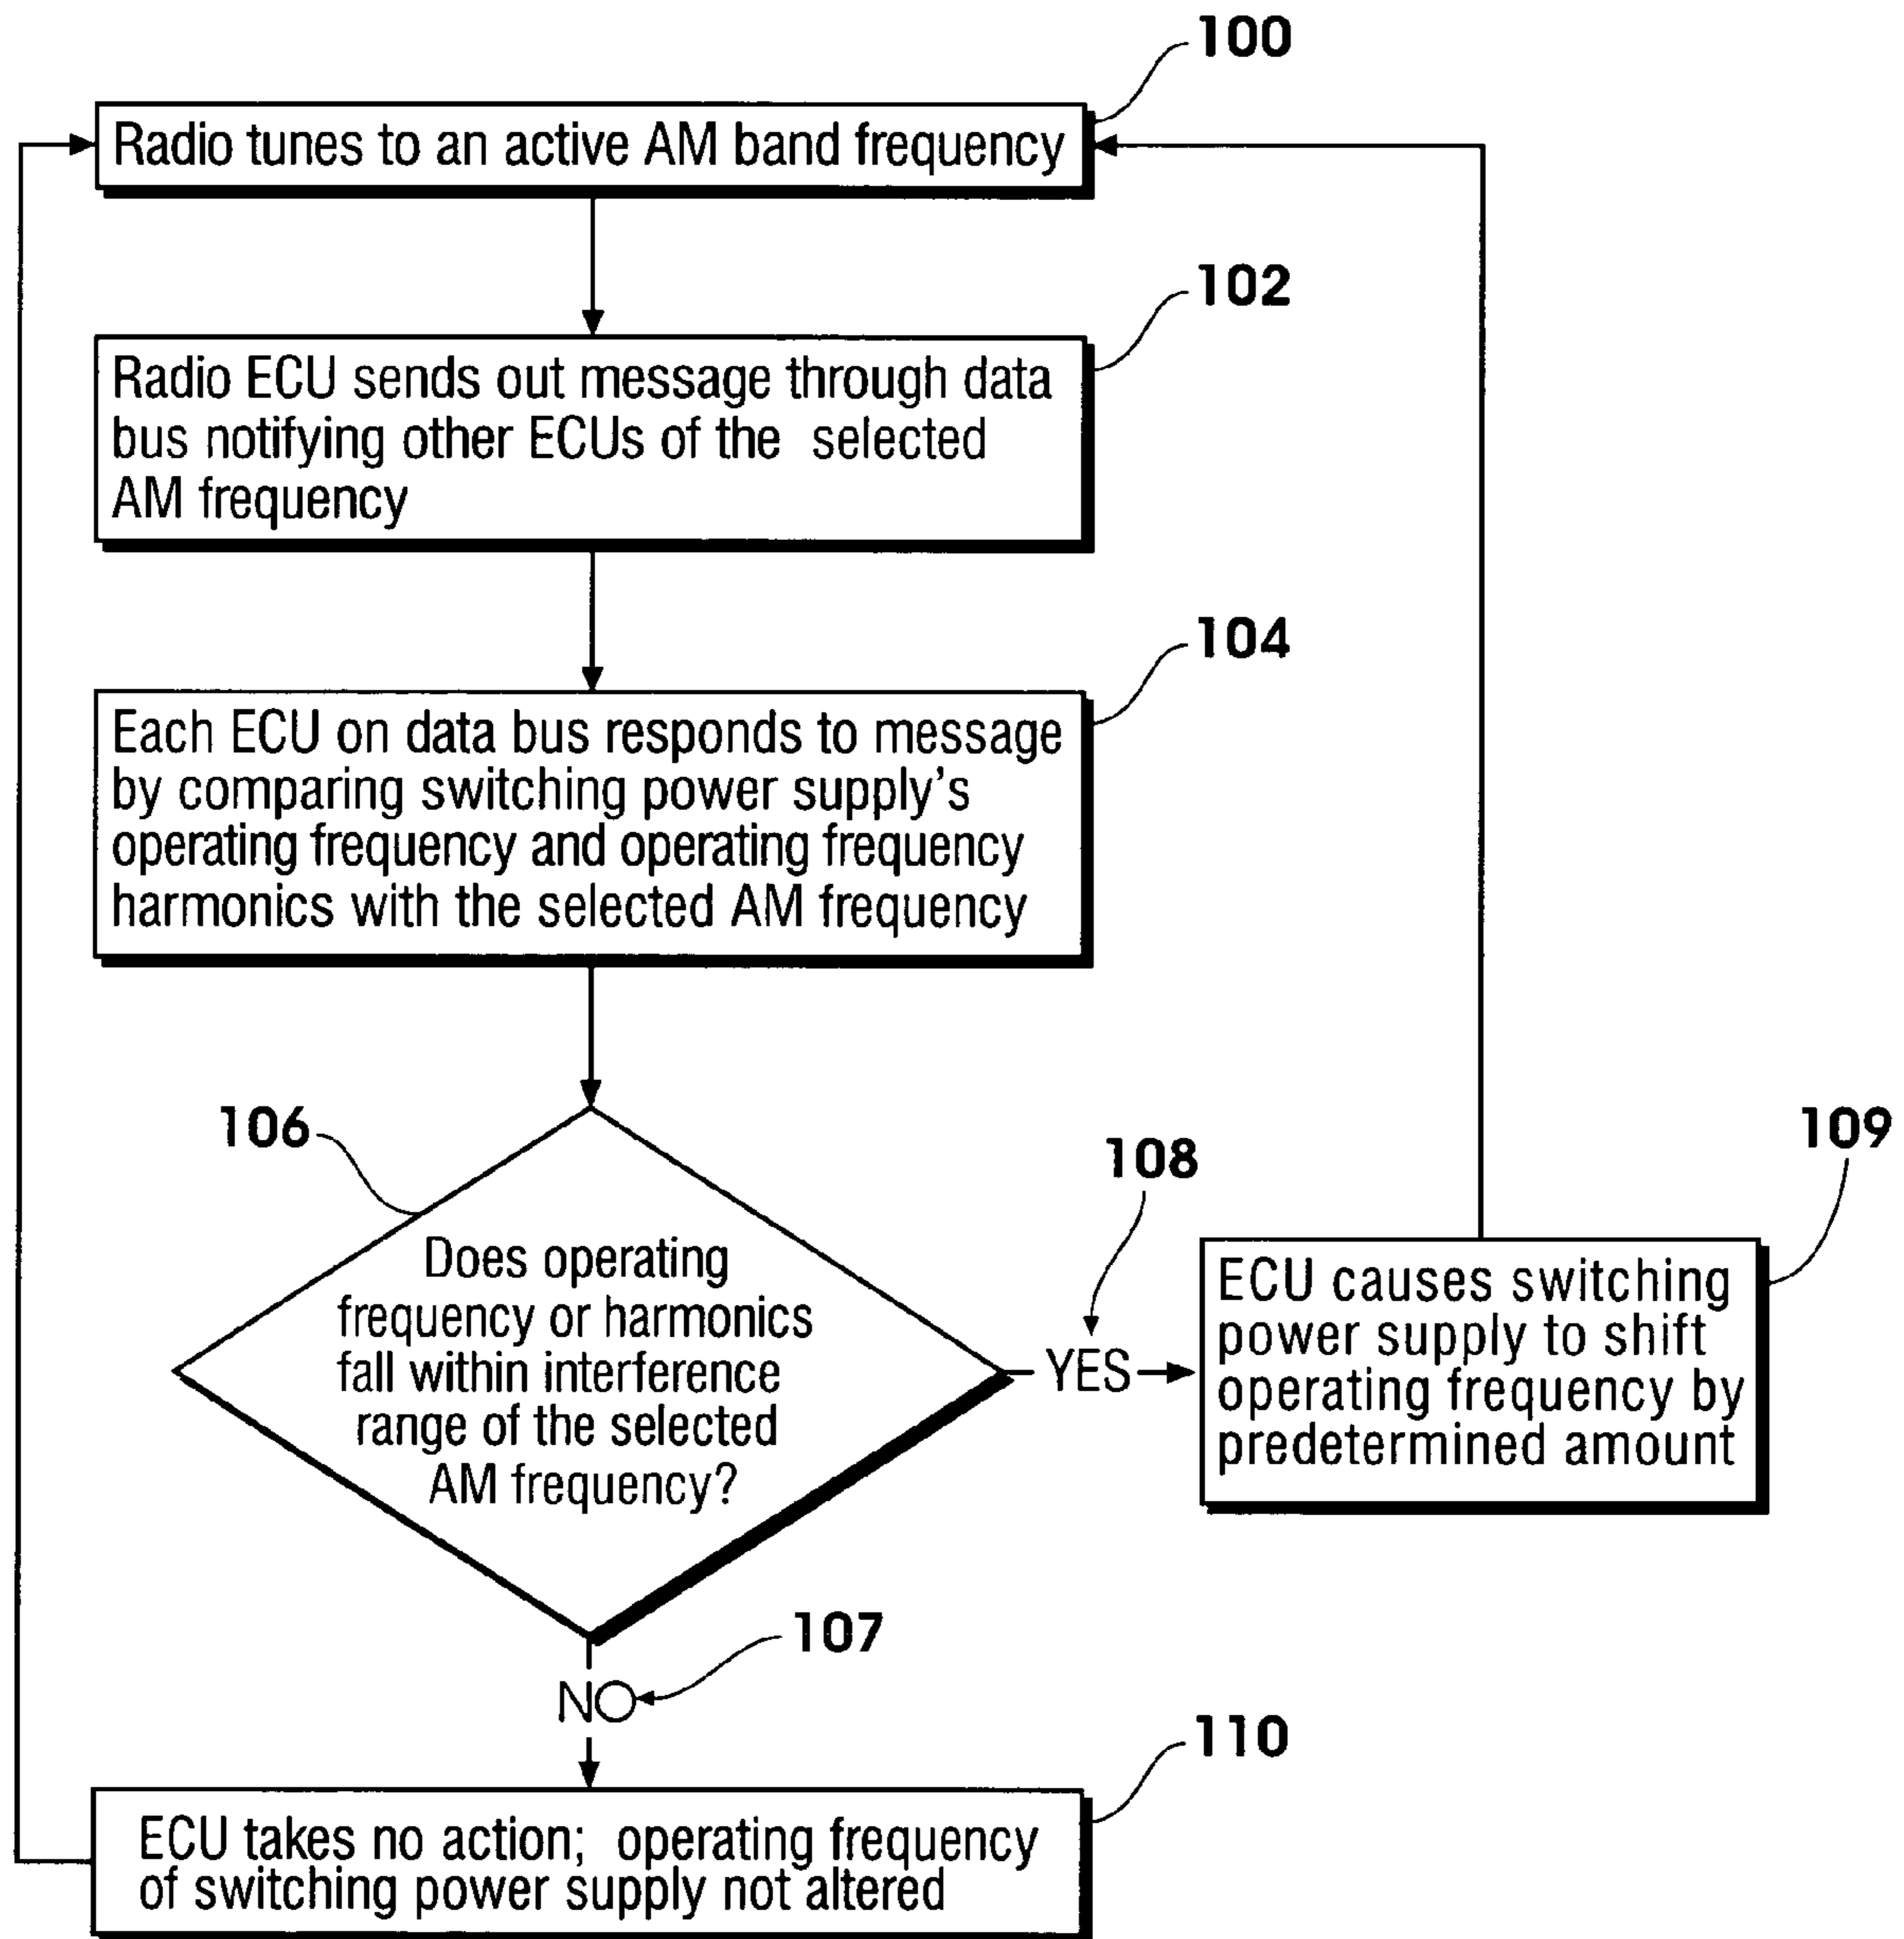 100
Radio tunes to an active AM band frequency
102
Radio ECU sends out message through data
bus notifying other ECUs of the selected
AM frequency
104
Each ECU on data bus responds to message
by comparing switching power supply's
operating frequency and operating frequency
harmonics with the selected AM frequency
106
108
109
Does operating
frequency or harmonics
fall within interference
range of the selected
AM frequency?
YES
ECU causes switching
power supply to shift
operating frequency by
predetermined amount
107
NO
110
ECU takes no action; operating frequency
of switching power supply not altered